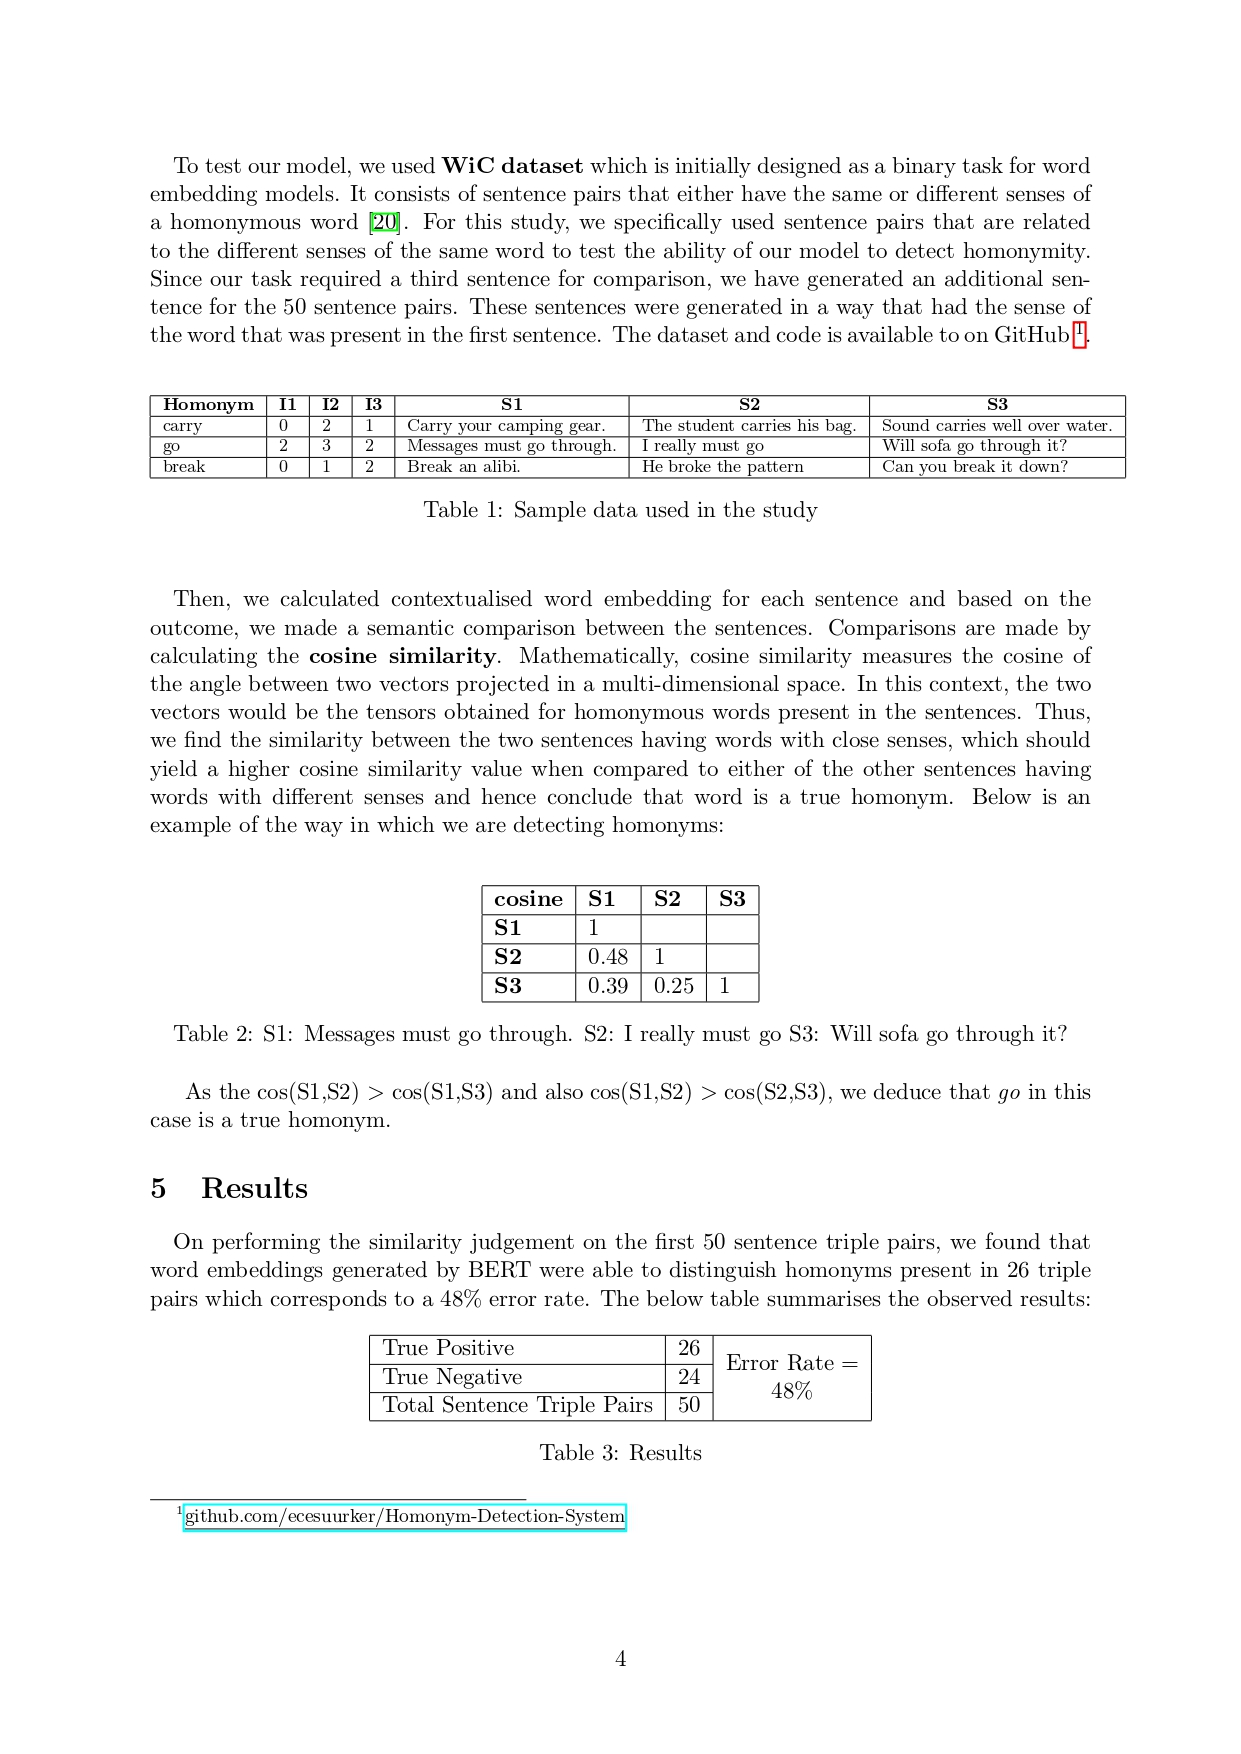 To test our model, we used WiC dataset which is initially designed as a binary task for word
embedding models. It consists of sentence pairs that either have the same or different senses of
a homonymous word [20]. For this study, we specifically used sentence pairs that are related
to the different senses of the same word to test the ability of our model to detect homonymity.
Since our task required a third sentence for comparison, we have generated an additional sen-
tence for the 50 sentence pairs. These sentences were generated in a way that had the sense of
the word that was present in the first sentence. The dataset and code is available to on GitHub 1.
Homonym I1 I2 I3 S1 S2 S3
carry 0 2 1 Carry your camping gear. The student carries his bag. Sound carries well over water.
go 2 3 2 Messages must go through. I really must go Will sofa go through it?
break 0 1 2 Break an alibi. He broke the pattern Can you break it down?
Table 1: Sample data used in the study
Then, we calculated contextualised word embedding for each sentence and based on the
outcome, we made a semantic comparison between the sentences. Comparisons are made by
calculating the cosine similarity. Mathematically, cosine similarity measures the cosine of
the angle between two vectors projected in a multi-dimensional space. In this context, the two
vectors would be the tensors obtained for homonymous words present in the sentences. Thus,
we find the similarity between the two sentences having words with close senses, which should
yield a higher cosine similarity value when compared to either of the other sentences having
words with different senses and hence conclude that word is a true homonym. Below is an
example of the way in which we are detecting homonyms:
cosine S1 S2 S3
S1 1
S2 0.48 1
S3 0.39 0.25 1
Table 2: S1: Messages must go through. S2: I really must go S3: Will sofa go through it?
As the cos(S1,S2) > cos(S1,S3) and also cos(S1,S2) > cos(S2,S3), we deduce that go in this
case is a true homonym.
5 Results
On performing the similarity judgement on the first 50 sentence triple pairs, we found that
word embeddings generated by BERT were able to distinguish homonyms present in 26 triple
pairs which corresponds to a 48% error rate. The below table summarises the observed results:
True Positive 26
True Negative 24
Total Sentence Triple Pairs 50
Error Rate =
48%
Table 3: Results
1github.com/ecesuurker/Homonym-Detection-System
4